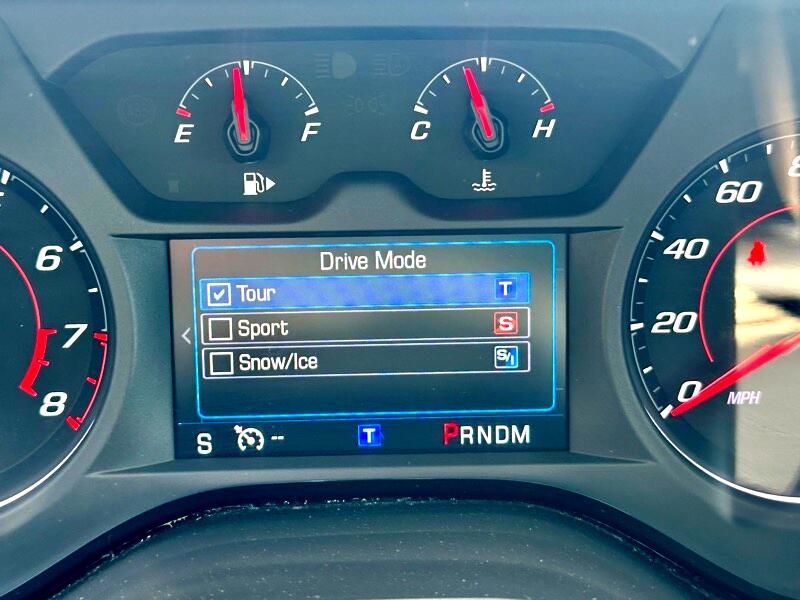 E F
C H
6
7
8
60
40
20
0
MPH
Drive Mode
Tour T
Sport S
Snow/Ice S/I
S -- T PRNDM